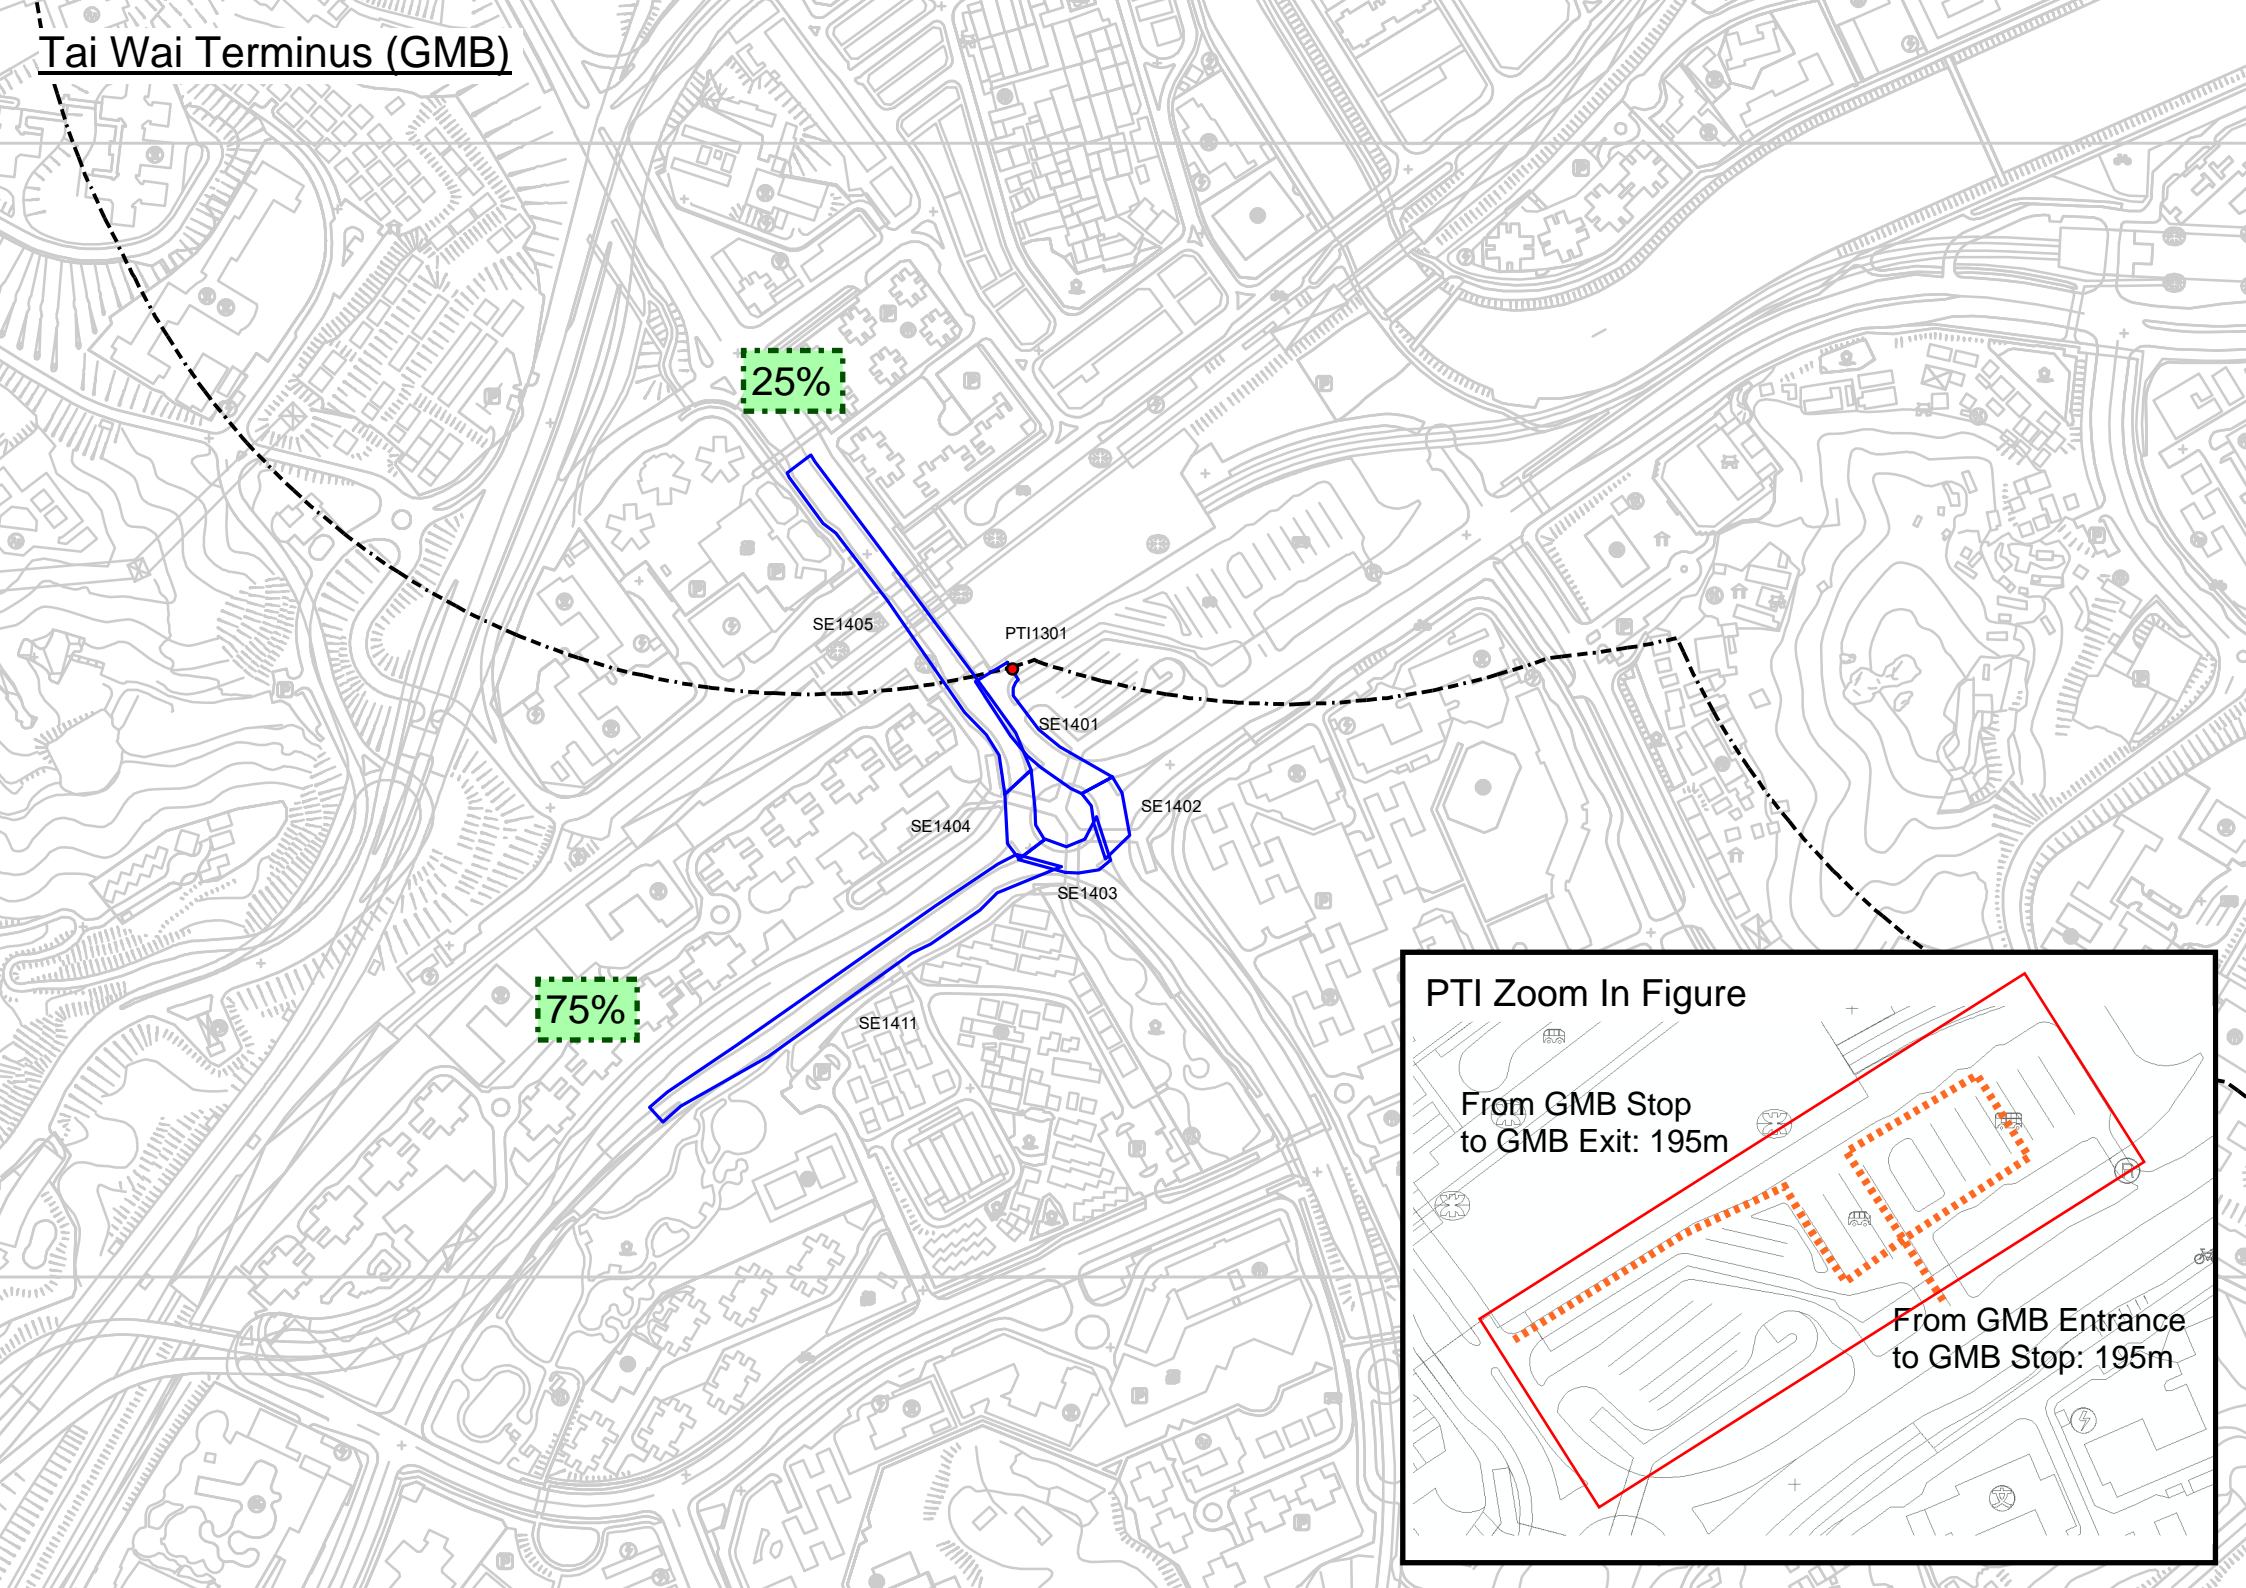 Tai Wai Terminus (GMB)
25%
SE1405
PTI1301
SE1401
SE1402
SE1404
SE1403
75%
SE1411
PTI Zoom In Figure
From GMB Stop
to GMB Exit: 195m
From GMB Entrance
to GMB Stop: 195m